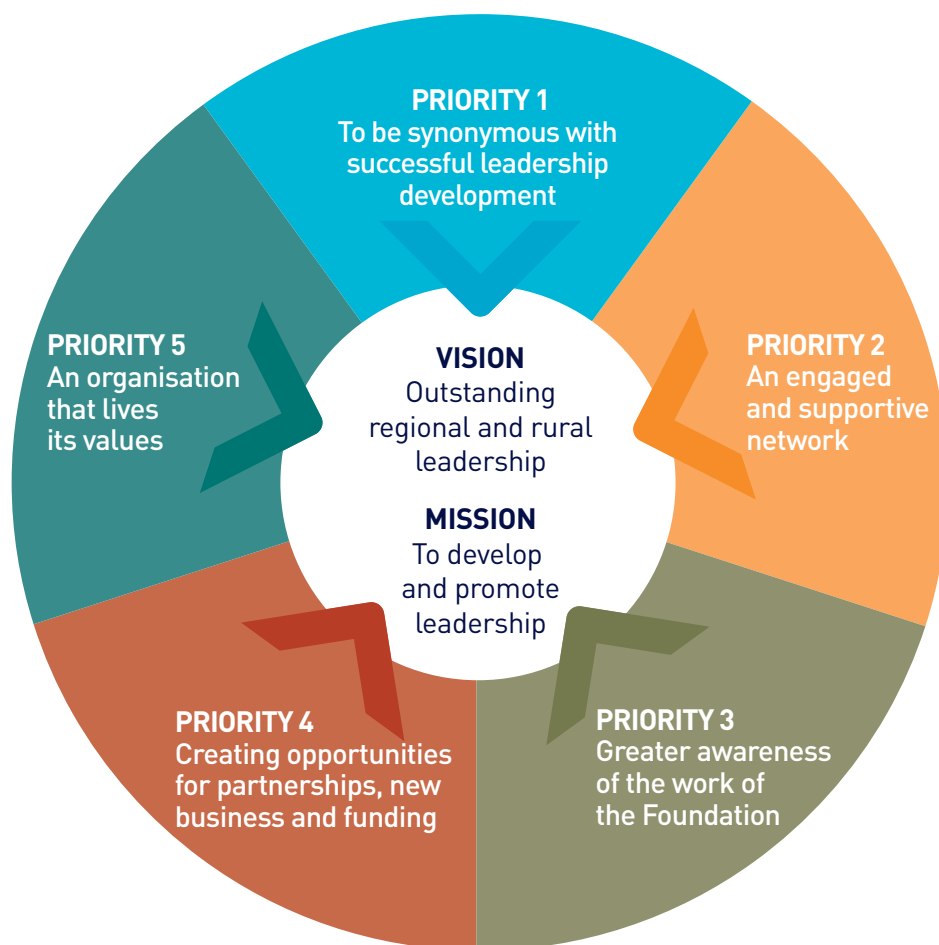 PRIORITY 1
To be synonymous with
successful leadership
development
PRIORITY 2
An engaged
and supportive
network
PRIORITY 3
Greater awareness
of the work of
the Foundation
PRIORITY 4
Creating opportunities
for partnerships, new
business and funding
PRIORITY 5
An organisation
that lives
its values
VISION
Outstanding
regional and rural
leadership
MISSION
To develop
and promote
leadership